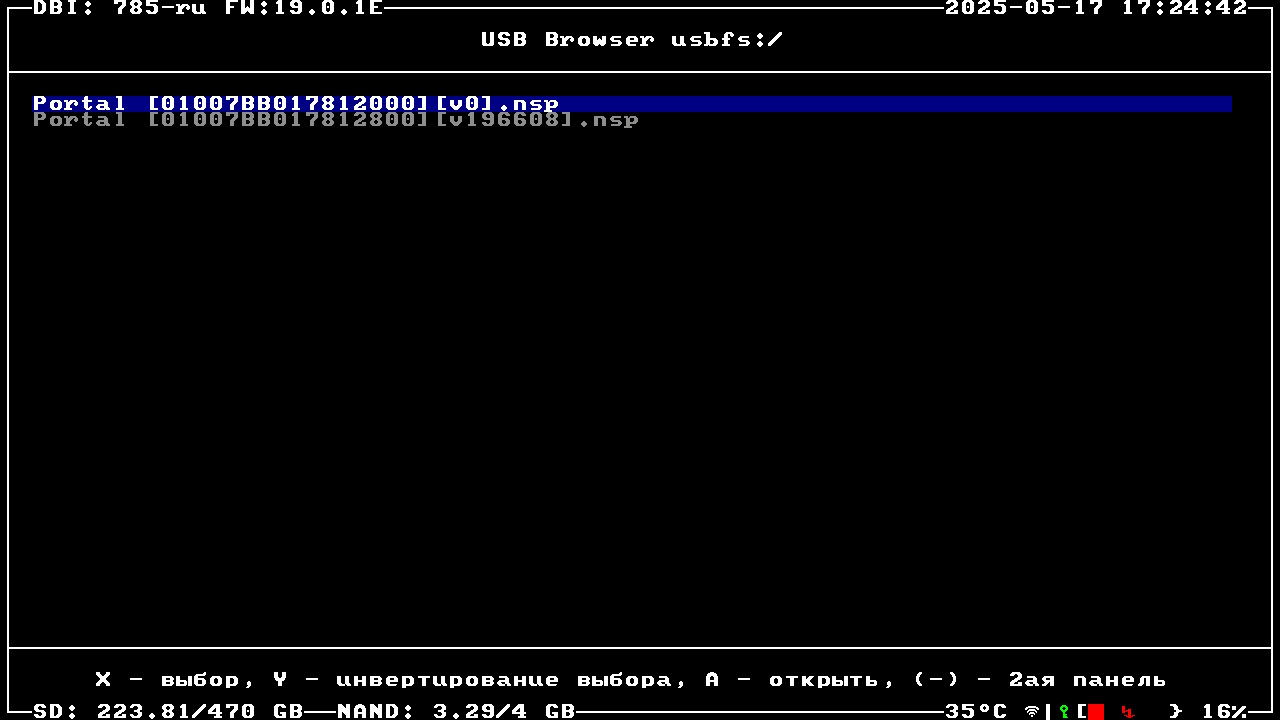 DBI: 785-ru FW:19.0.1E 2025-05-17 17:24:42
USB Browser usbfs:/
Portal [01007BB017812000][v0].nsp
Portal [01007BB017812800][v196608].nsp
X - выбор, Y - инвертирование выбора, A - открыть, (-) - 2ая панель
SD: 223.81/470 GB NAND: 3.29/4 GB 35°C |[ } 16%